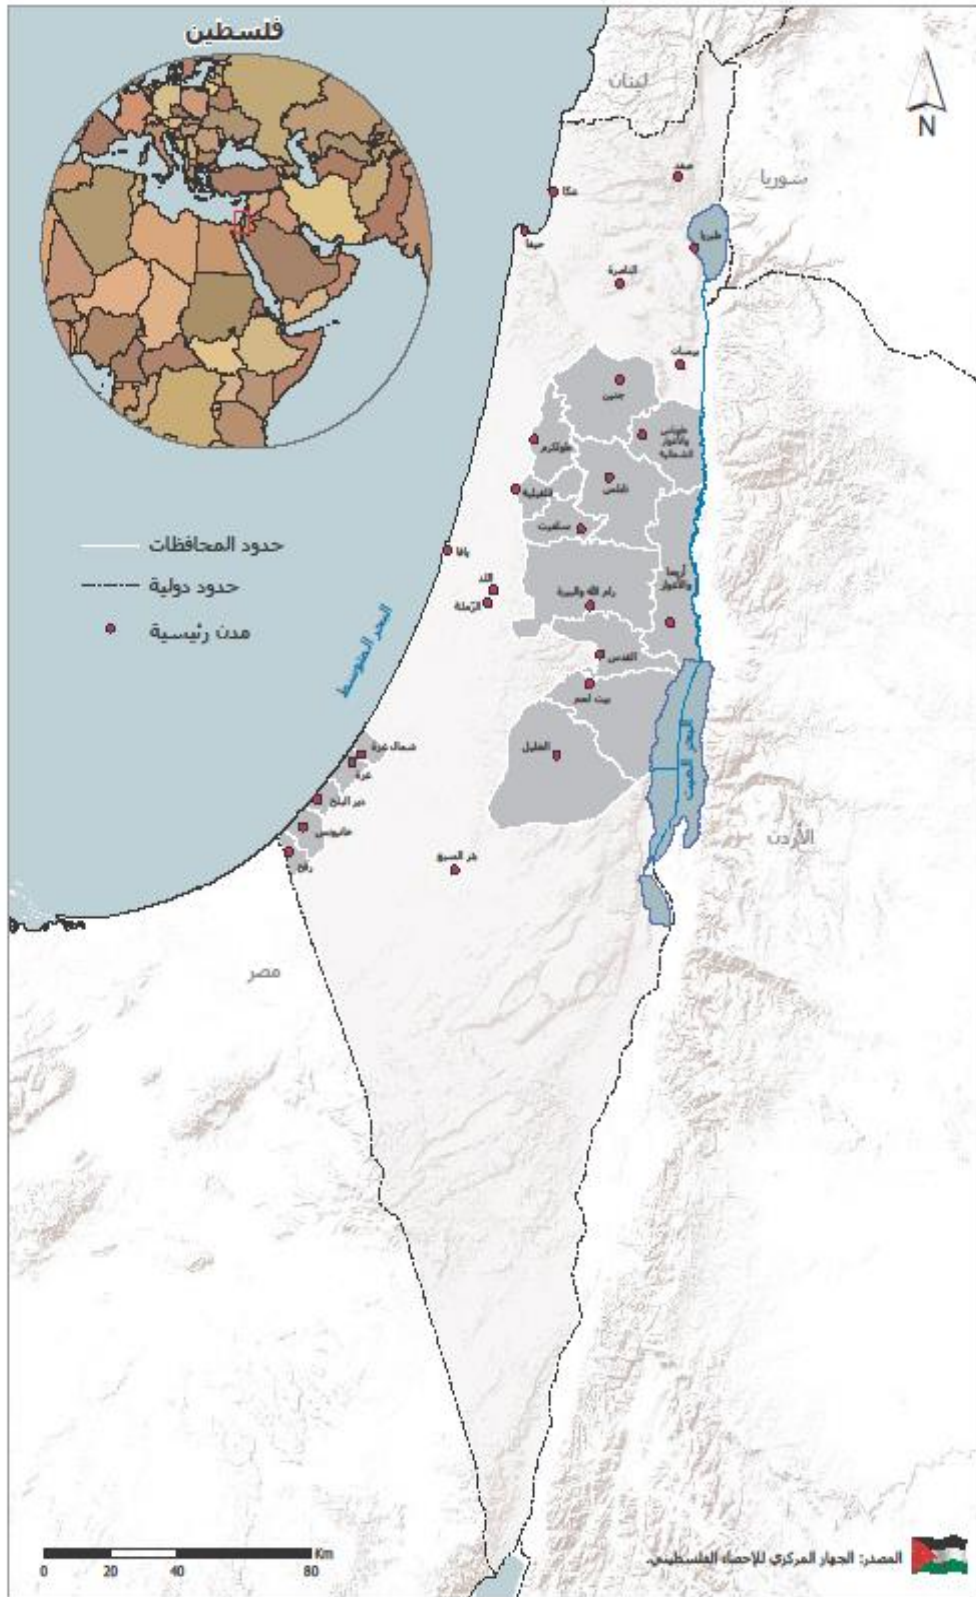 فلسطين
N
لبنان
سوريا
صفد
عكا
حيفا
طبريا
الناصرة
بيسان
جنين
طوباس
والأغوار
الشمالية
طولكرم
نابلس
قلقيلية
سلفيت
يافا
اللد
الرملة
رام الله والبيرة
أريحا
والأغوار
القدس
بيت لحم
الخليل
حدود المحافظات
حدود دولية
مدن رئيسية
البحر المتوسط
البحر الميت
شمال غزة
غزة
دير البلح
خانيونس
رفح
بئر السبع
الأردن
مصر
Km
0 20 40 80
المصدر: الجهاز المركزي للإحصاء الفلسطيني.